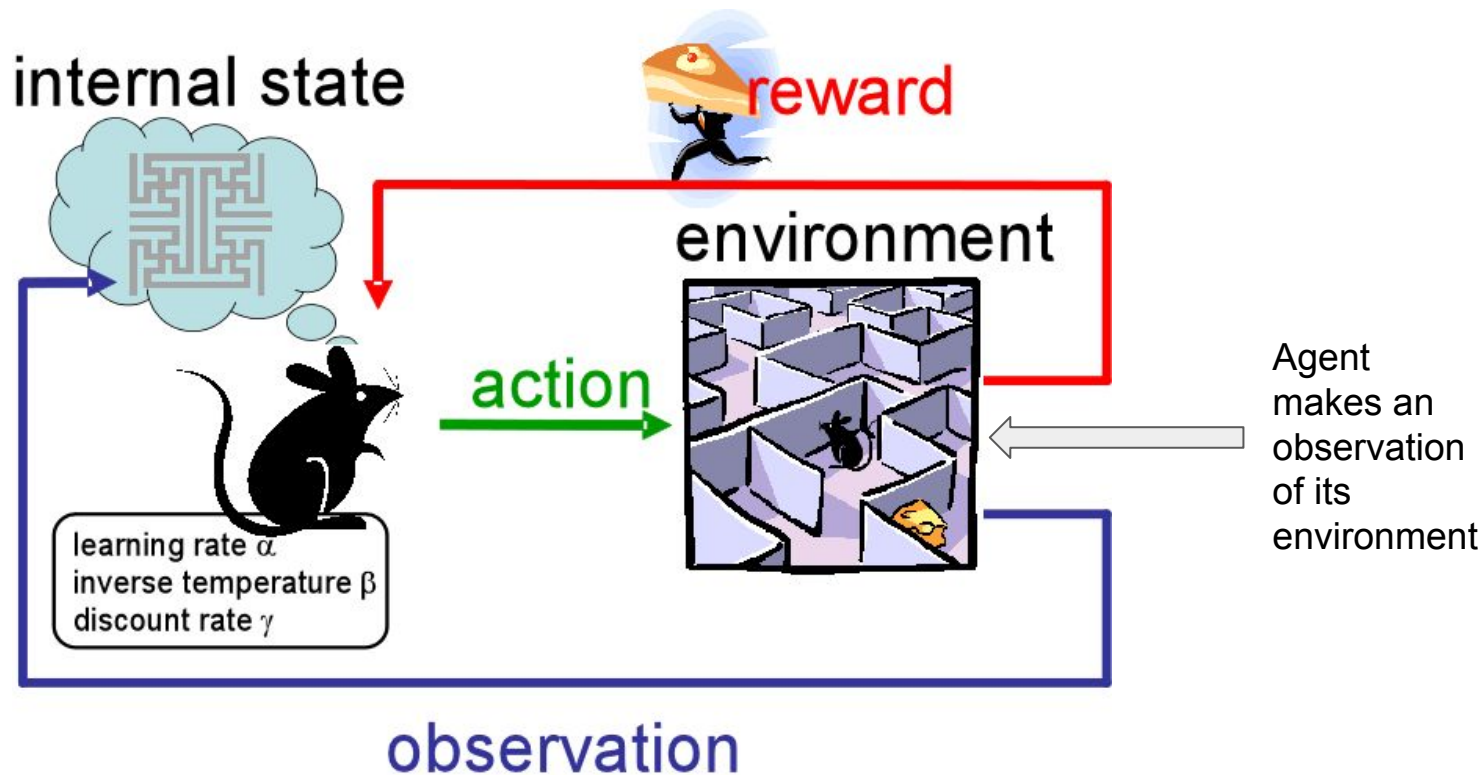 internal state
reward
environment
action
Agent
makes an
observation
of its
environment
learning rate α
inverse temperature β
discount rate γ
observation